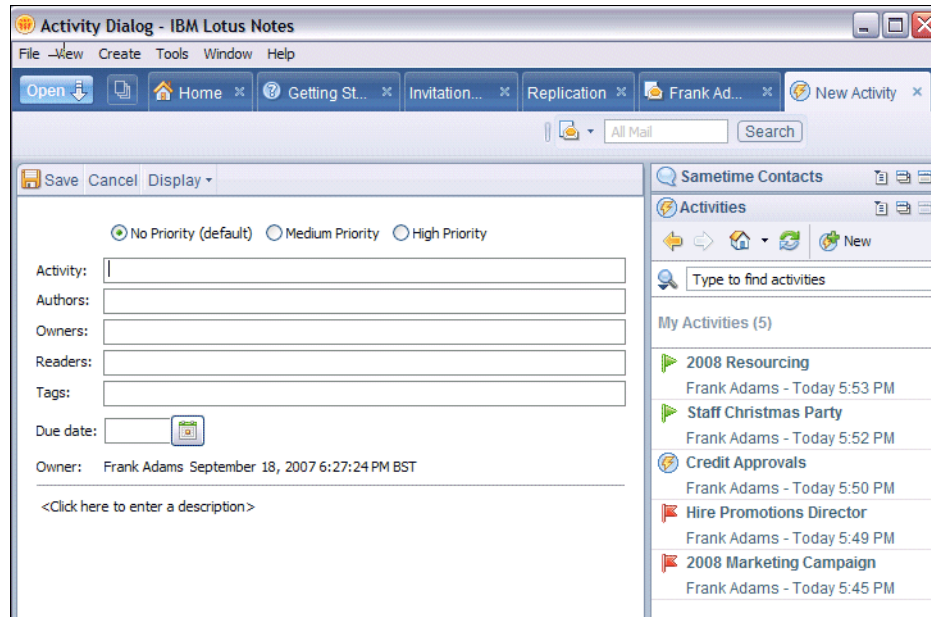 Activity Dialog - IBM Lotus Notes
File View Create Tools Window Help
Open Home Getting St... Invitation... Replication Frank Ad... New Activity
All Mail Search
Save Cancel Display
No Priority (default) Medium Priority High Priority
Activity:
Authors:
Owners:
Readers:
Tags:
Due date:
Owner: Frank Adams September 18, 2007 6:27:24 PM BST
<Click here to enter a description>
Sametime Contacts
Activities
New
Type to find activities
My Activities (5)
2008 Resourcing
Frank Adams - Today 5:53 PM
Staff Christmas Party
Frank Adams - Today 5:52 PM
Credit Approvals
Frank Adams - Today 5:50 PM
Hire Promotions Director
Frank Adams - Today 5:49 PM
2008 Marketing Campaign
Frank Adams - Today 5:45 PM